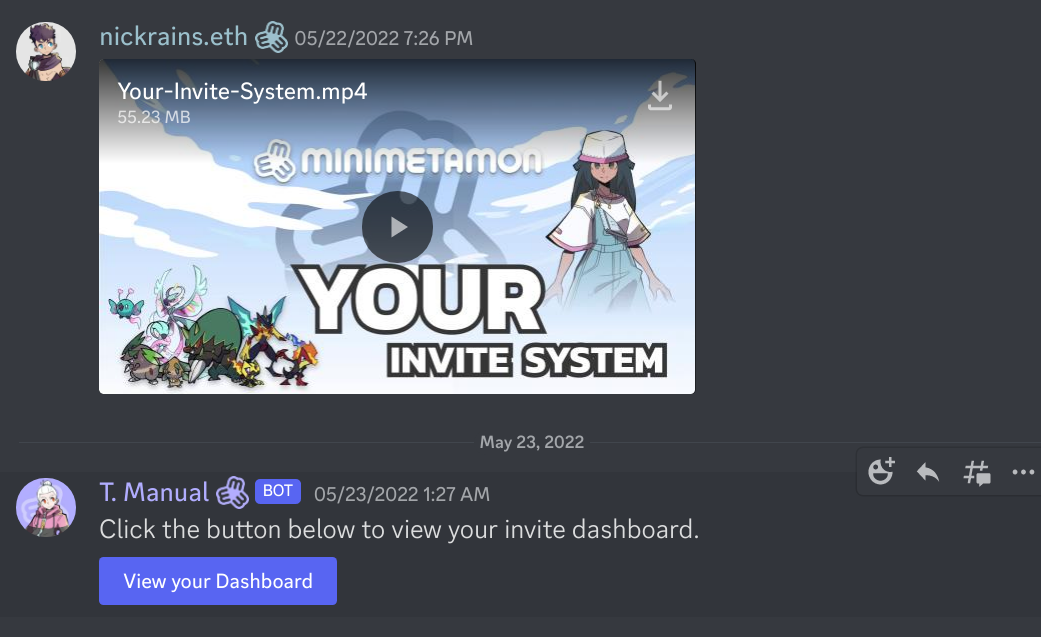 nickrains.eth 05/22/2022 7:26 PM
Your-Invite-System.mp4
55.23 MB
MINIMETAMON
YOUR
INVITE SYSTEM
May 23, 2022
T. Manual BOT 05/23/2022 1:27 AM
Click the button below to view your invite dashboard.
View your Dashboard